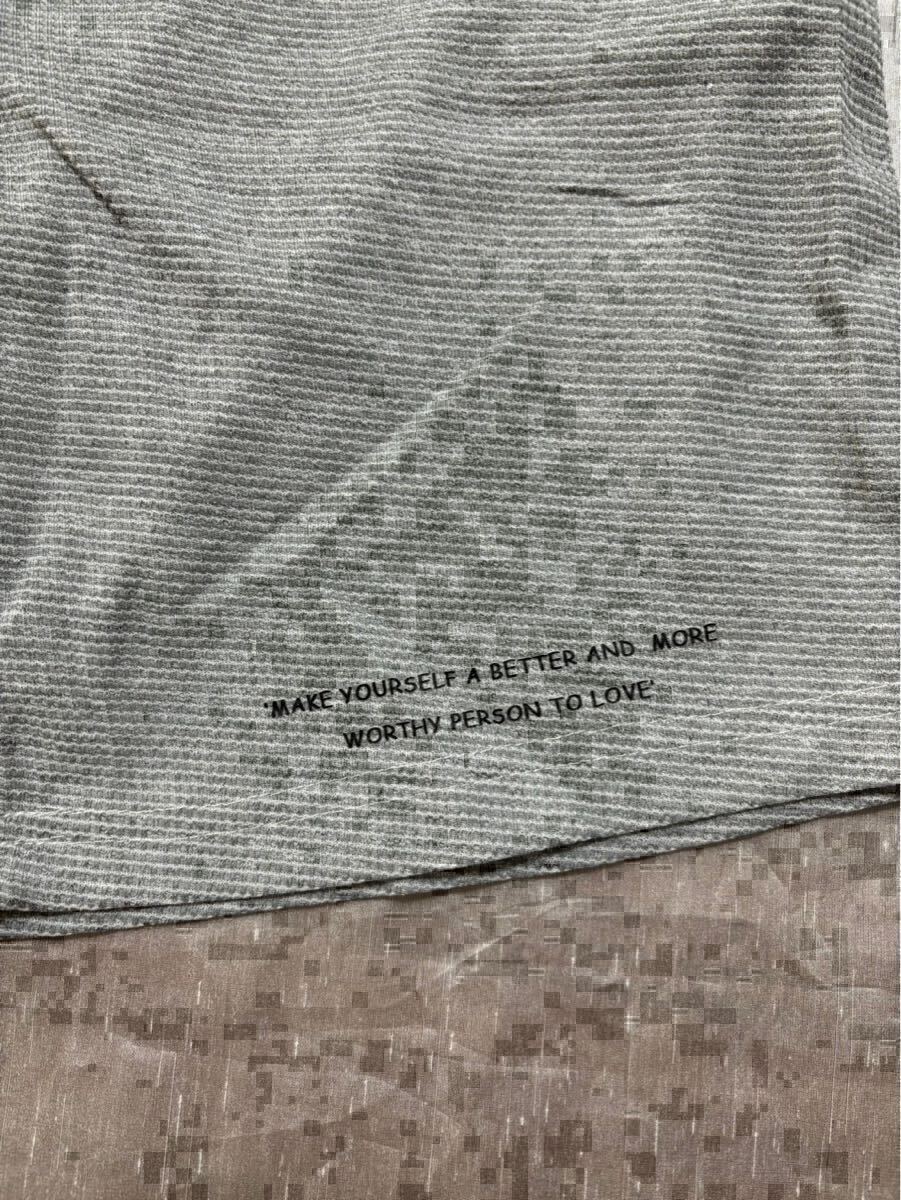 'MAKE YOURSELF A BETTER AND MORE
WORTHY PERSON TO LOVE'